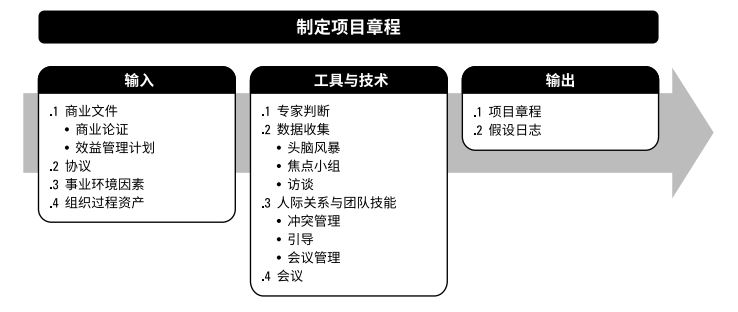 制定项目章程
输入
.1 商业文件
• 商业论证
• 效益管理计划
.2 协议
.3 事业环境因素
.4 组织过程资产
工具与技术
.1 专家判断
.2 数据收集
• 头脑风暴
• 焦点小组
• 访谈
.3 人际关系与团队技能
• 冲突管理
• 引导
• 会议管理
.4 会议
输出
.1 项目章程
.2 假设日志